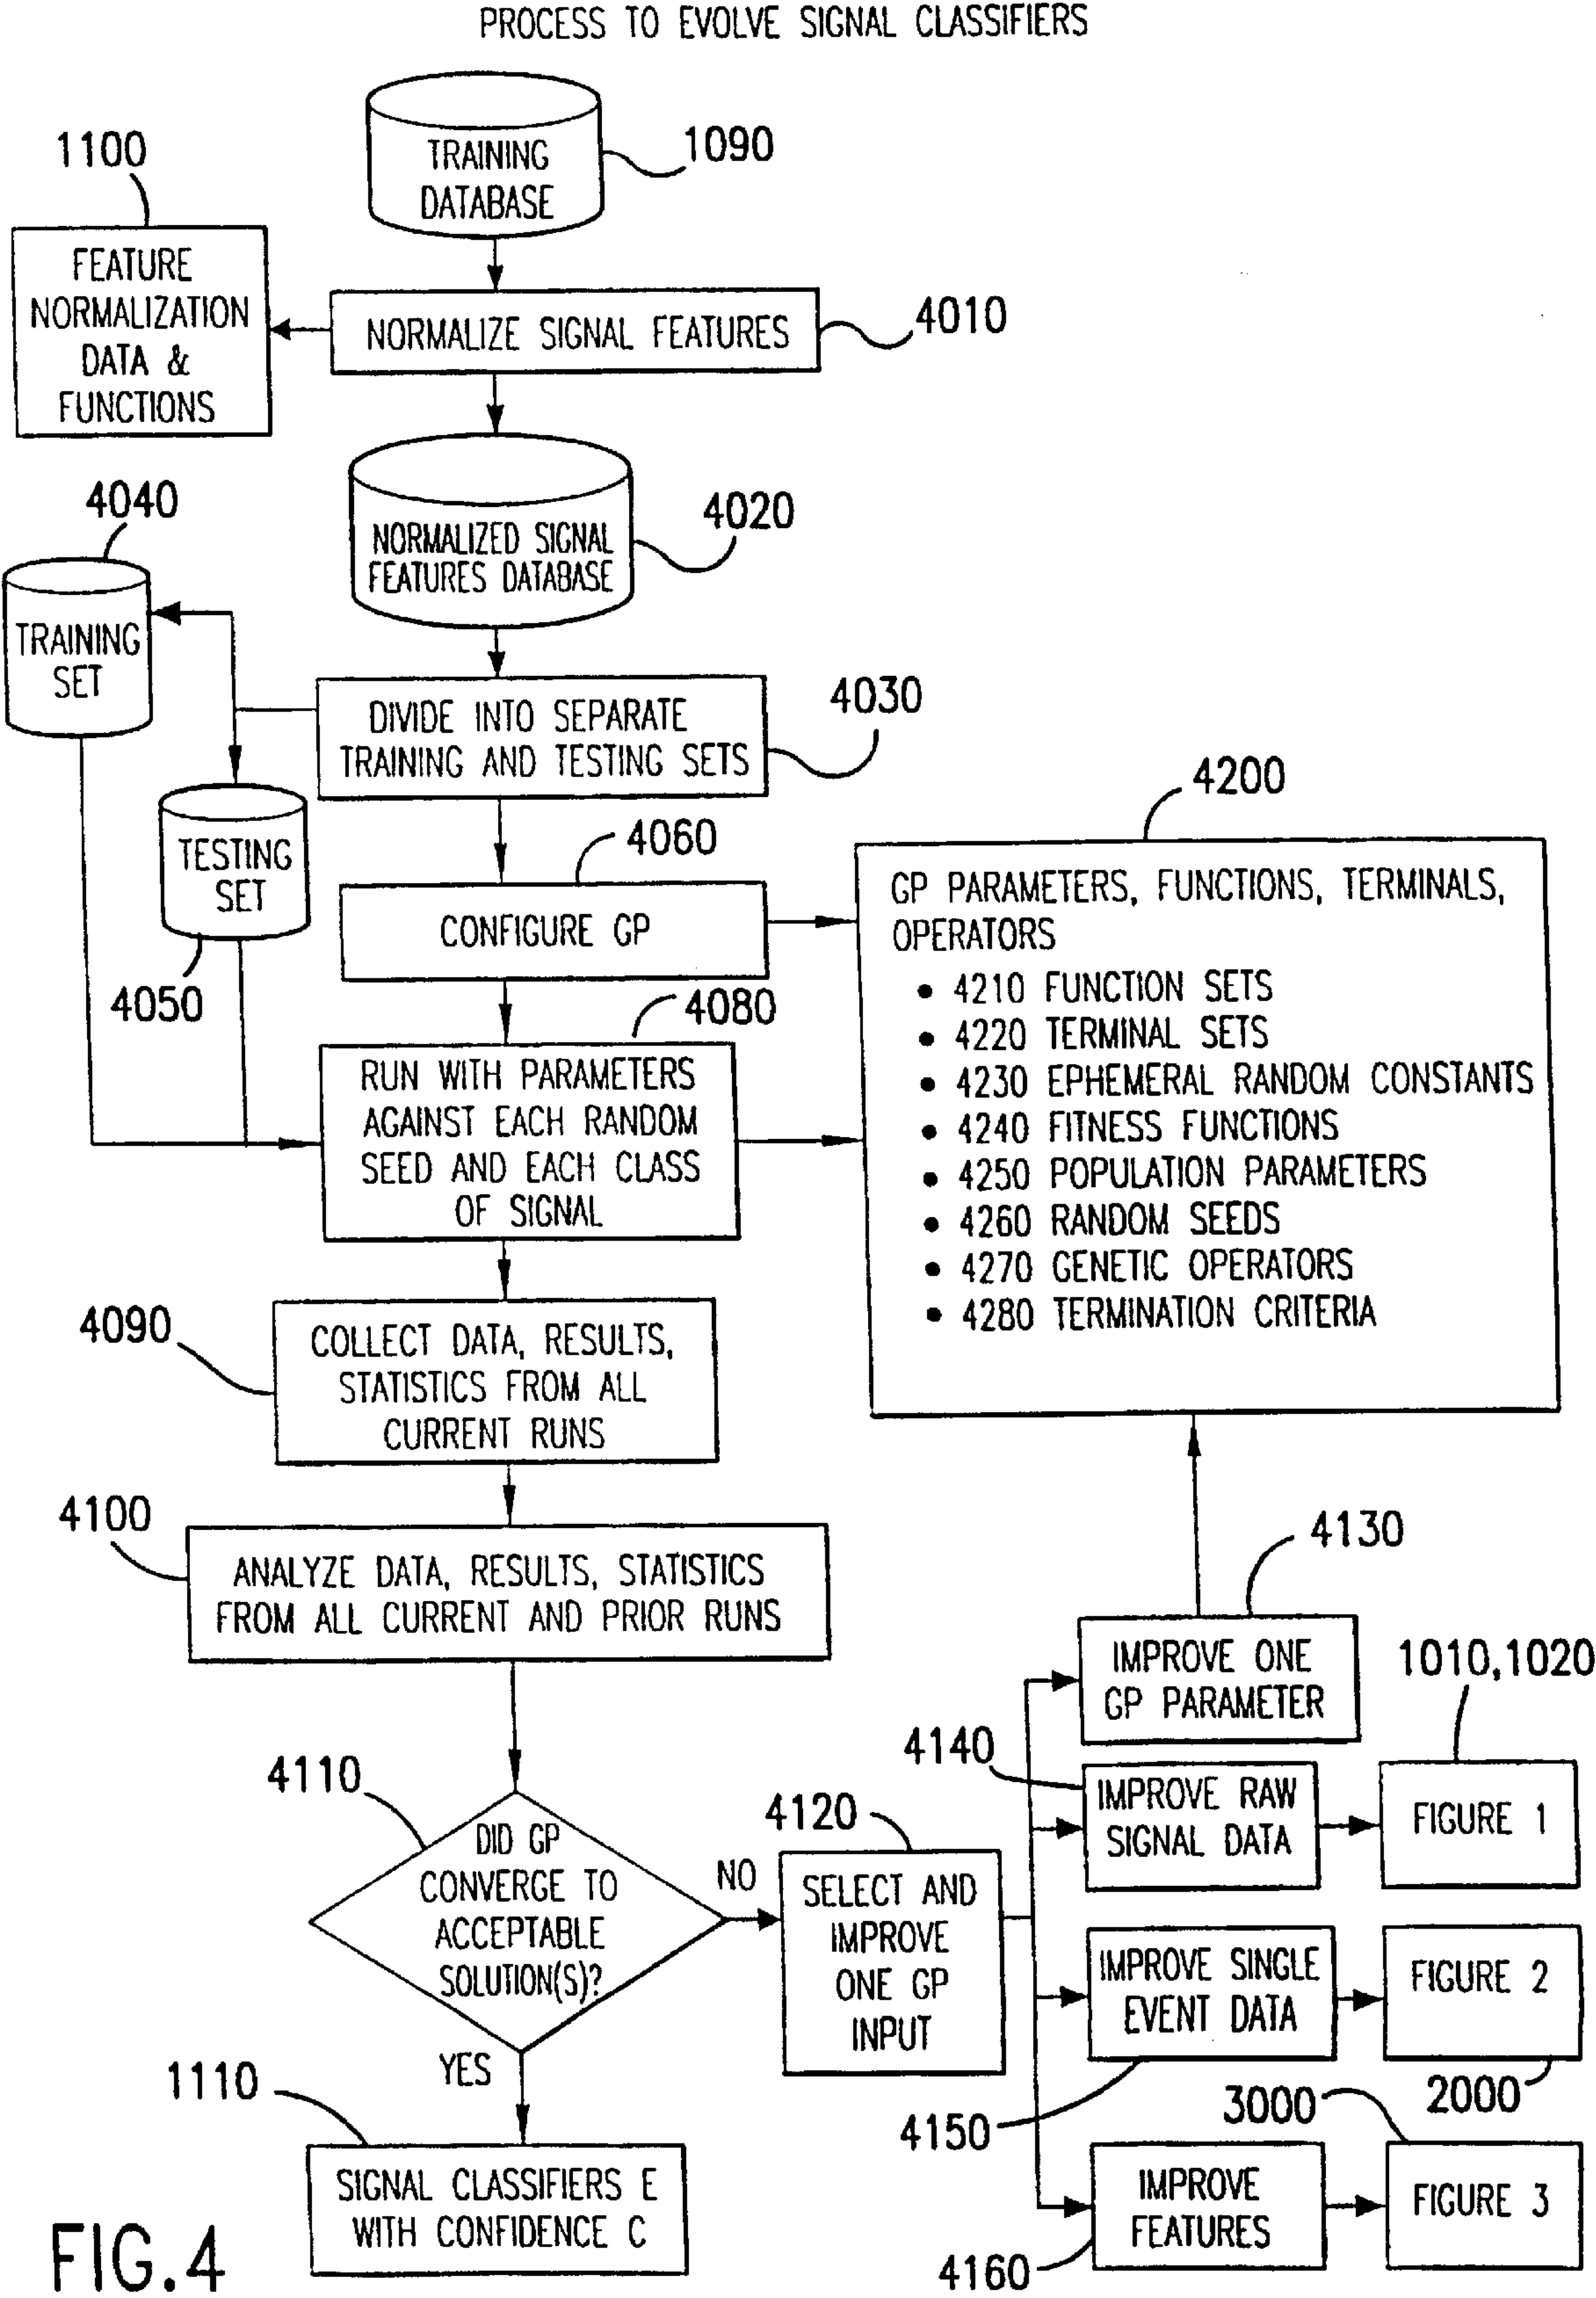 PROCESS TO EVOLVE SIGNAL CLASSIFIERS
1100
TRAINING
DATABASE
1090
FEATURE
NORMALIZATION
DATA &
FUNCTIONS
NORMALIZE SIGNAL FEATURES
4010
4040
NORMALIZED SIGNAL
FEATURES DATABASE
4020
TRAINING
SET
DIVIDE INTO SEPARATE
TRAINING AND TESTING SETS
4030
TESTING
SET
4050
4060
CONFIGURE GP
4200
GP PARAMETERS, FUNCTIONS, TERMINALS,
OPERATORS
• 4210 FUNCTION SETS
• 4220 TERMINAL SETS
• 4230 EPHEMERAL RANDOM CONSTANTS
• 4240 FITNESS FUNCTIONS
• 4250 POPULATION PARAMETERS
• 4260 RANDOM SEEDS
• 4270 GENETIC OPERATORS
• 4280 TERMINATION CRITERIA
4080
RUN WITH PARAMETERS
AGAINST EACH RANDOM
SEED AND EACH CLASS
OF SIGNAL
4090
COLLECT DATA, RESULTS,
STATISTICS FROM ALL
CURRENT RUNS
4100
ANALYZE DATA, RESULTS, STATISTICS
FROM ALL CURRENT AND PRIOR RUNS
4110
DID GP
CONVERGE TO
ACCEPTABLE
SOLUTION(S)?
NO
YES
4120
SELECT AND
IMPROVE
ONE GP
INPUT
4130
IMPROVE ONE
GP PARAMETER
1010,1020
4140
IMPROVE RAW
SIGNAL DATA
FIGURE 1
IMPROVE SINGLE
EVENT DATA
FIGURE 2
4150
2000
3000
IMPROVE
FEATURES
FIGURE 3
4160
1110
SIGNAL CLASSIFIERS E
WITH CONFIDENCE C
FIG.4